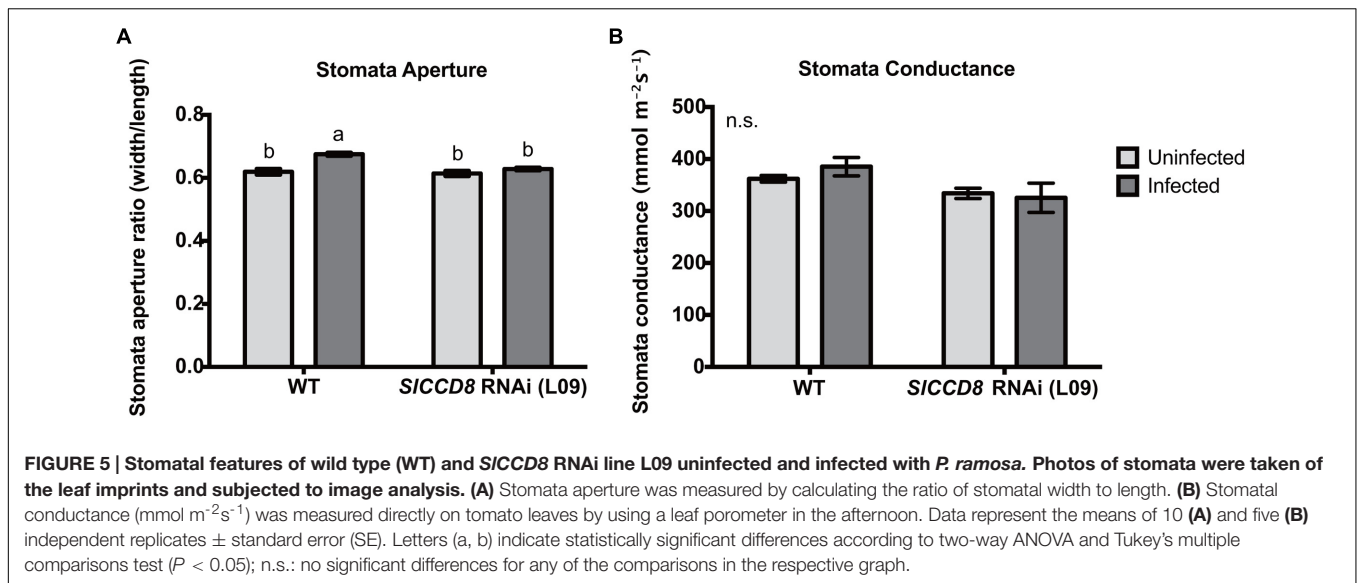 A
Stomata Aperture
Stomata aperture ratio (width/length)
0.8
0.6
0.4
0.2
0.0
b
a
b
b
WT
SlCCD8 RNAi (L09)
B
Stomata Conductance
Stomata conductance (mmol m⁻²s⁻¹)
500
400
300
200
100
0
n.s.
WT
SlCCD8 RNAi (L09)
Uninfected
Infected
FIGURE 5 | Stomatal features of wild type (WT) and SlCCD8 RNAi line L09 uninfected and infected with P. ramosa. Photos of stomata were taken of
the leaf imprints and subjected to image analysis. (A) Stomata aperture was measured by calculating the ratio of stomatal width to length. (B) Stomatal
conductance (mmol m-²s-¹) was measured directly on tomato leaves by using a leaf porometer in the afternoon. Data represent the means of 10 (A) and five (B)
independent replicates ± standard error (SE). Letters (a, b) indicate statistically significant differences according to two-way ANOVA and Tukey's multiple
comparisons test (P < 0.05); n.s.: no significant differences for any of the comparisons in the respective graph.